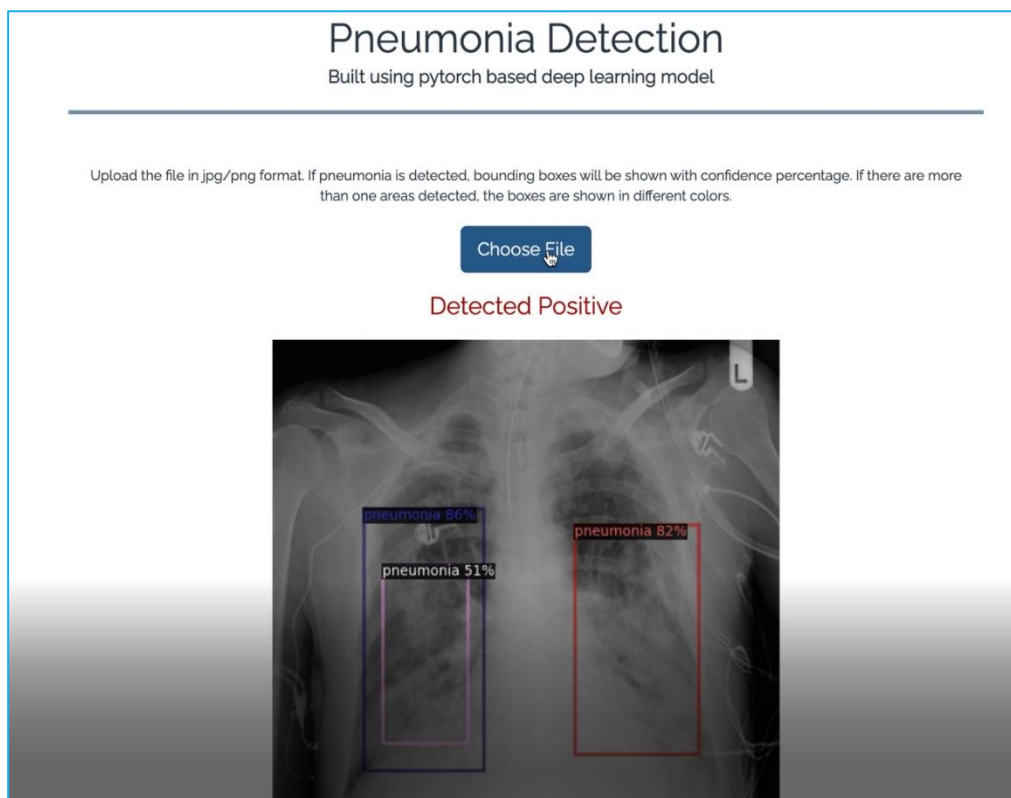 Pneumonia Detection
Built using pytorch based deep learning model
Upload the file in jpg/png format. If pneumonia is detected, bounding boxes will be shown with confidence percentage. If there are more
than one areas detected, the boxes are shown in different colors.
Choose File
Detected Positive
L
pneumonia 86%
pneumonia 82%
pneumonia 51%